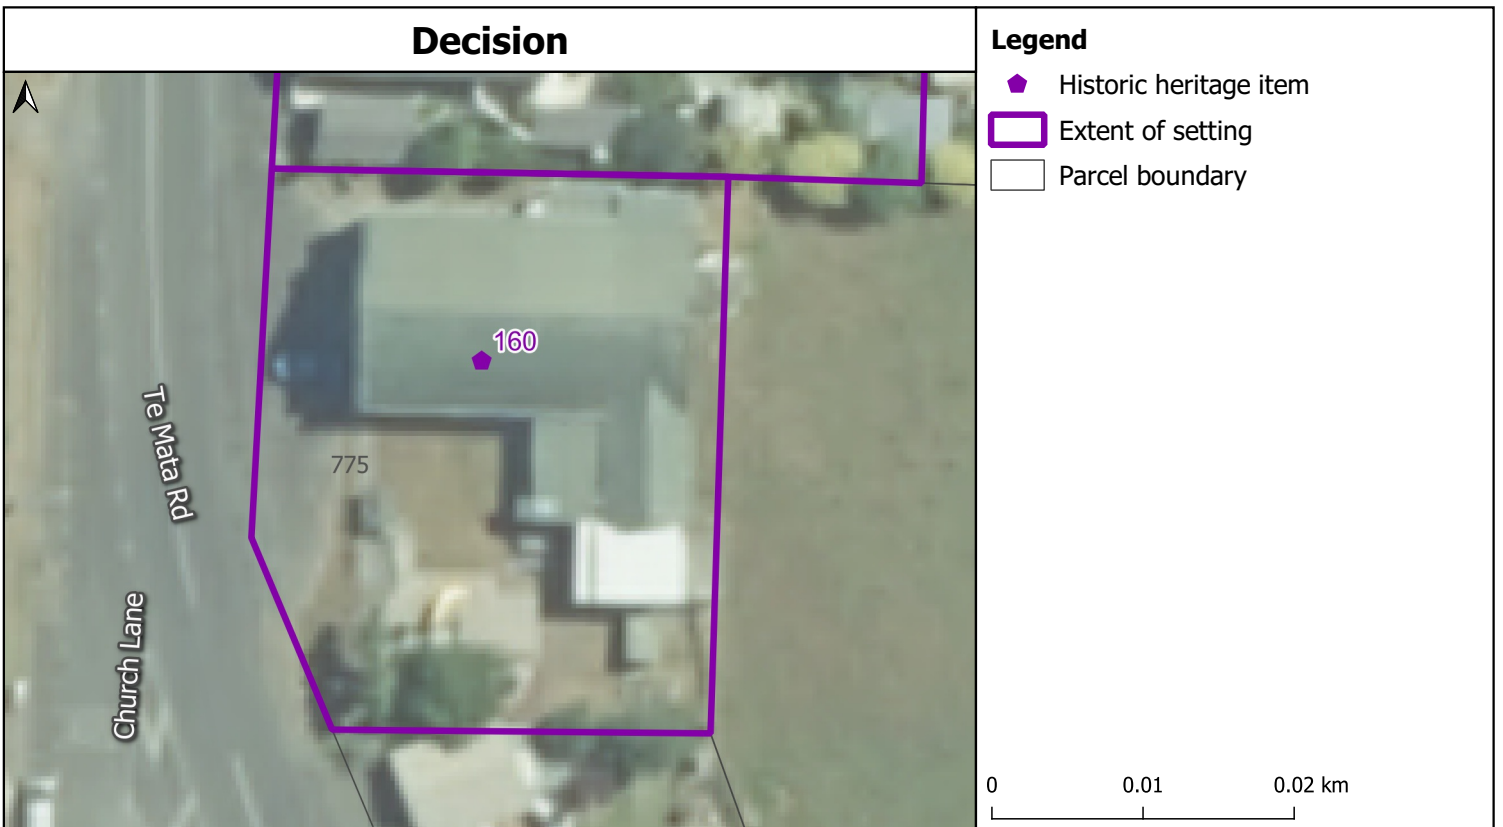 Decision
Legend
Historic heritage item
Extent of setting
Parcel boundary
160
775
Te Mata Rd
Church Lane
0 0.01 0.02 km